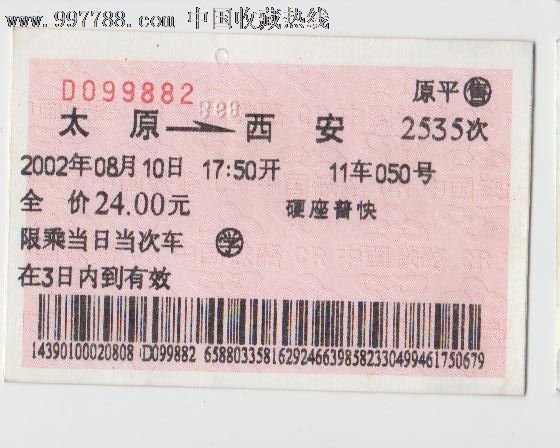 www.997788.com 中国收藏热线
D099882
原平 售
太原→西安 2535次
2002年08月10日 17:50开 11车050号
全价24.00元 硬座普快
限乘当日当次车 学
在3日内到有效
14390100020808 D099882 658803358162924663985823304994617506​79